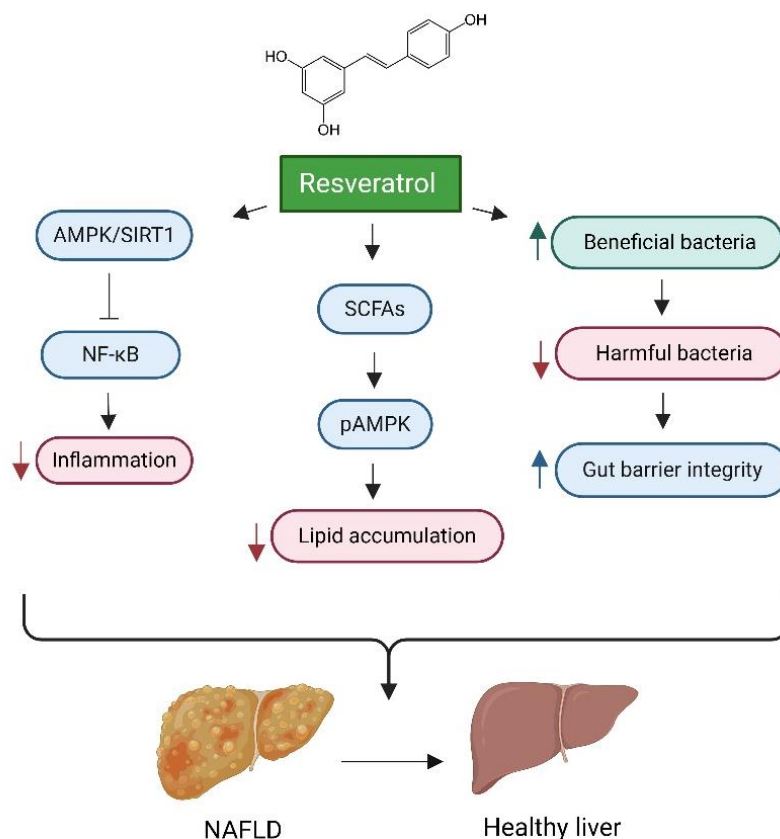 OH
HO
OH
Resveratrol
AMPK/SIRT1
NF-κB
Inflammation
SCFAs
pAMPK
Lipid accumulation
Beneficial bacteria
Harmful bacteria
Gut barrier integrity
NAFLD
Healthy liver